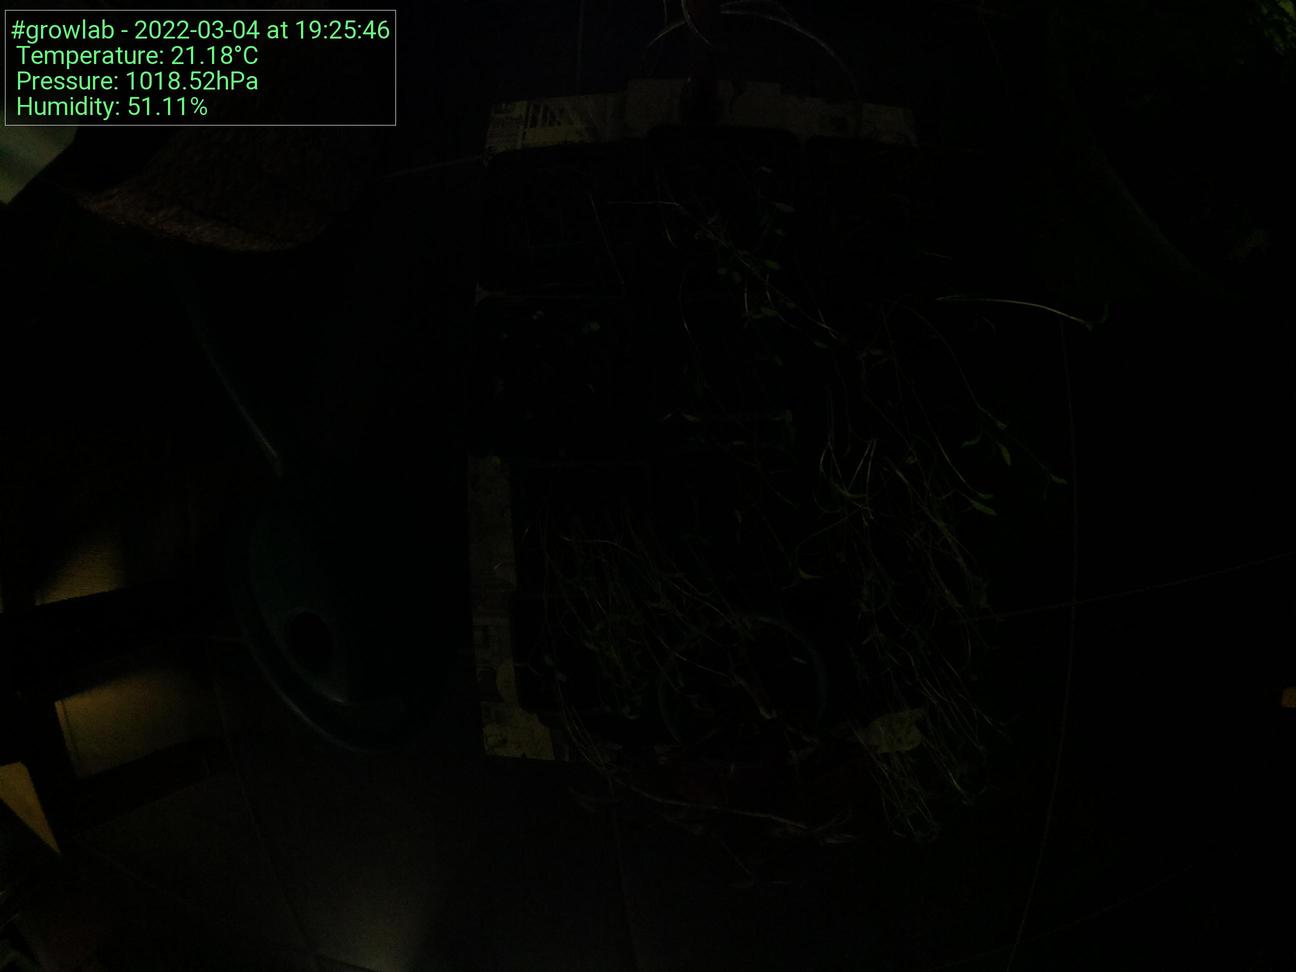 #growlab - 2022-03-04 at 19:25:46
Temperature: 21.18°C
Pressure: 1018.52hPa
Humidity: 51.11%